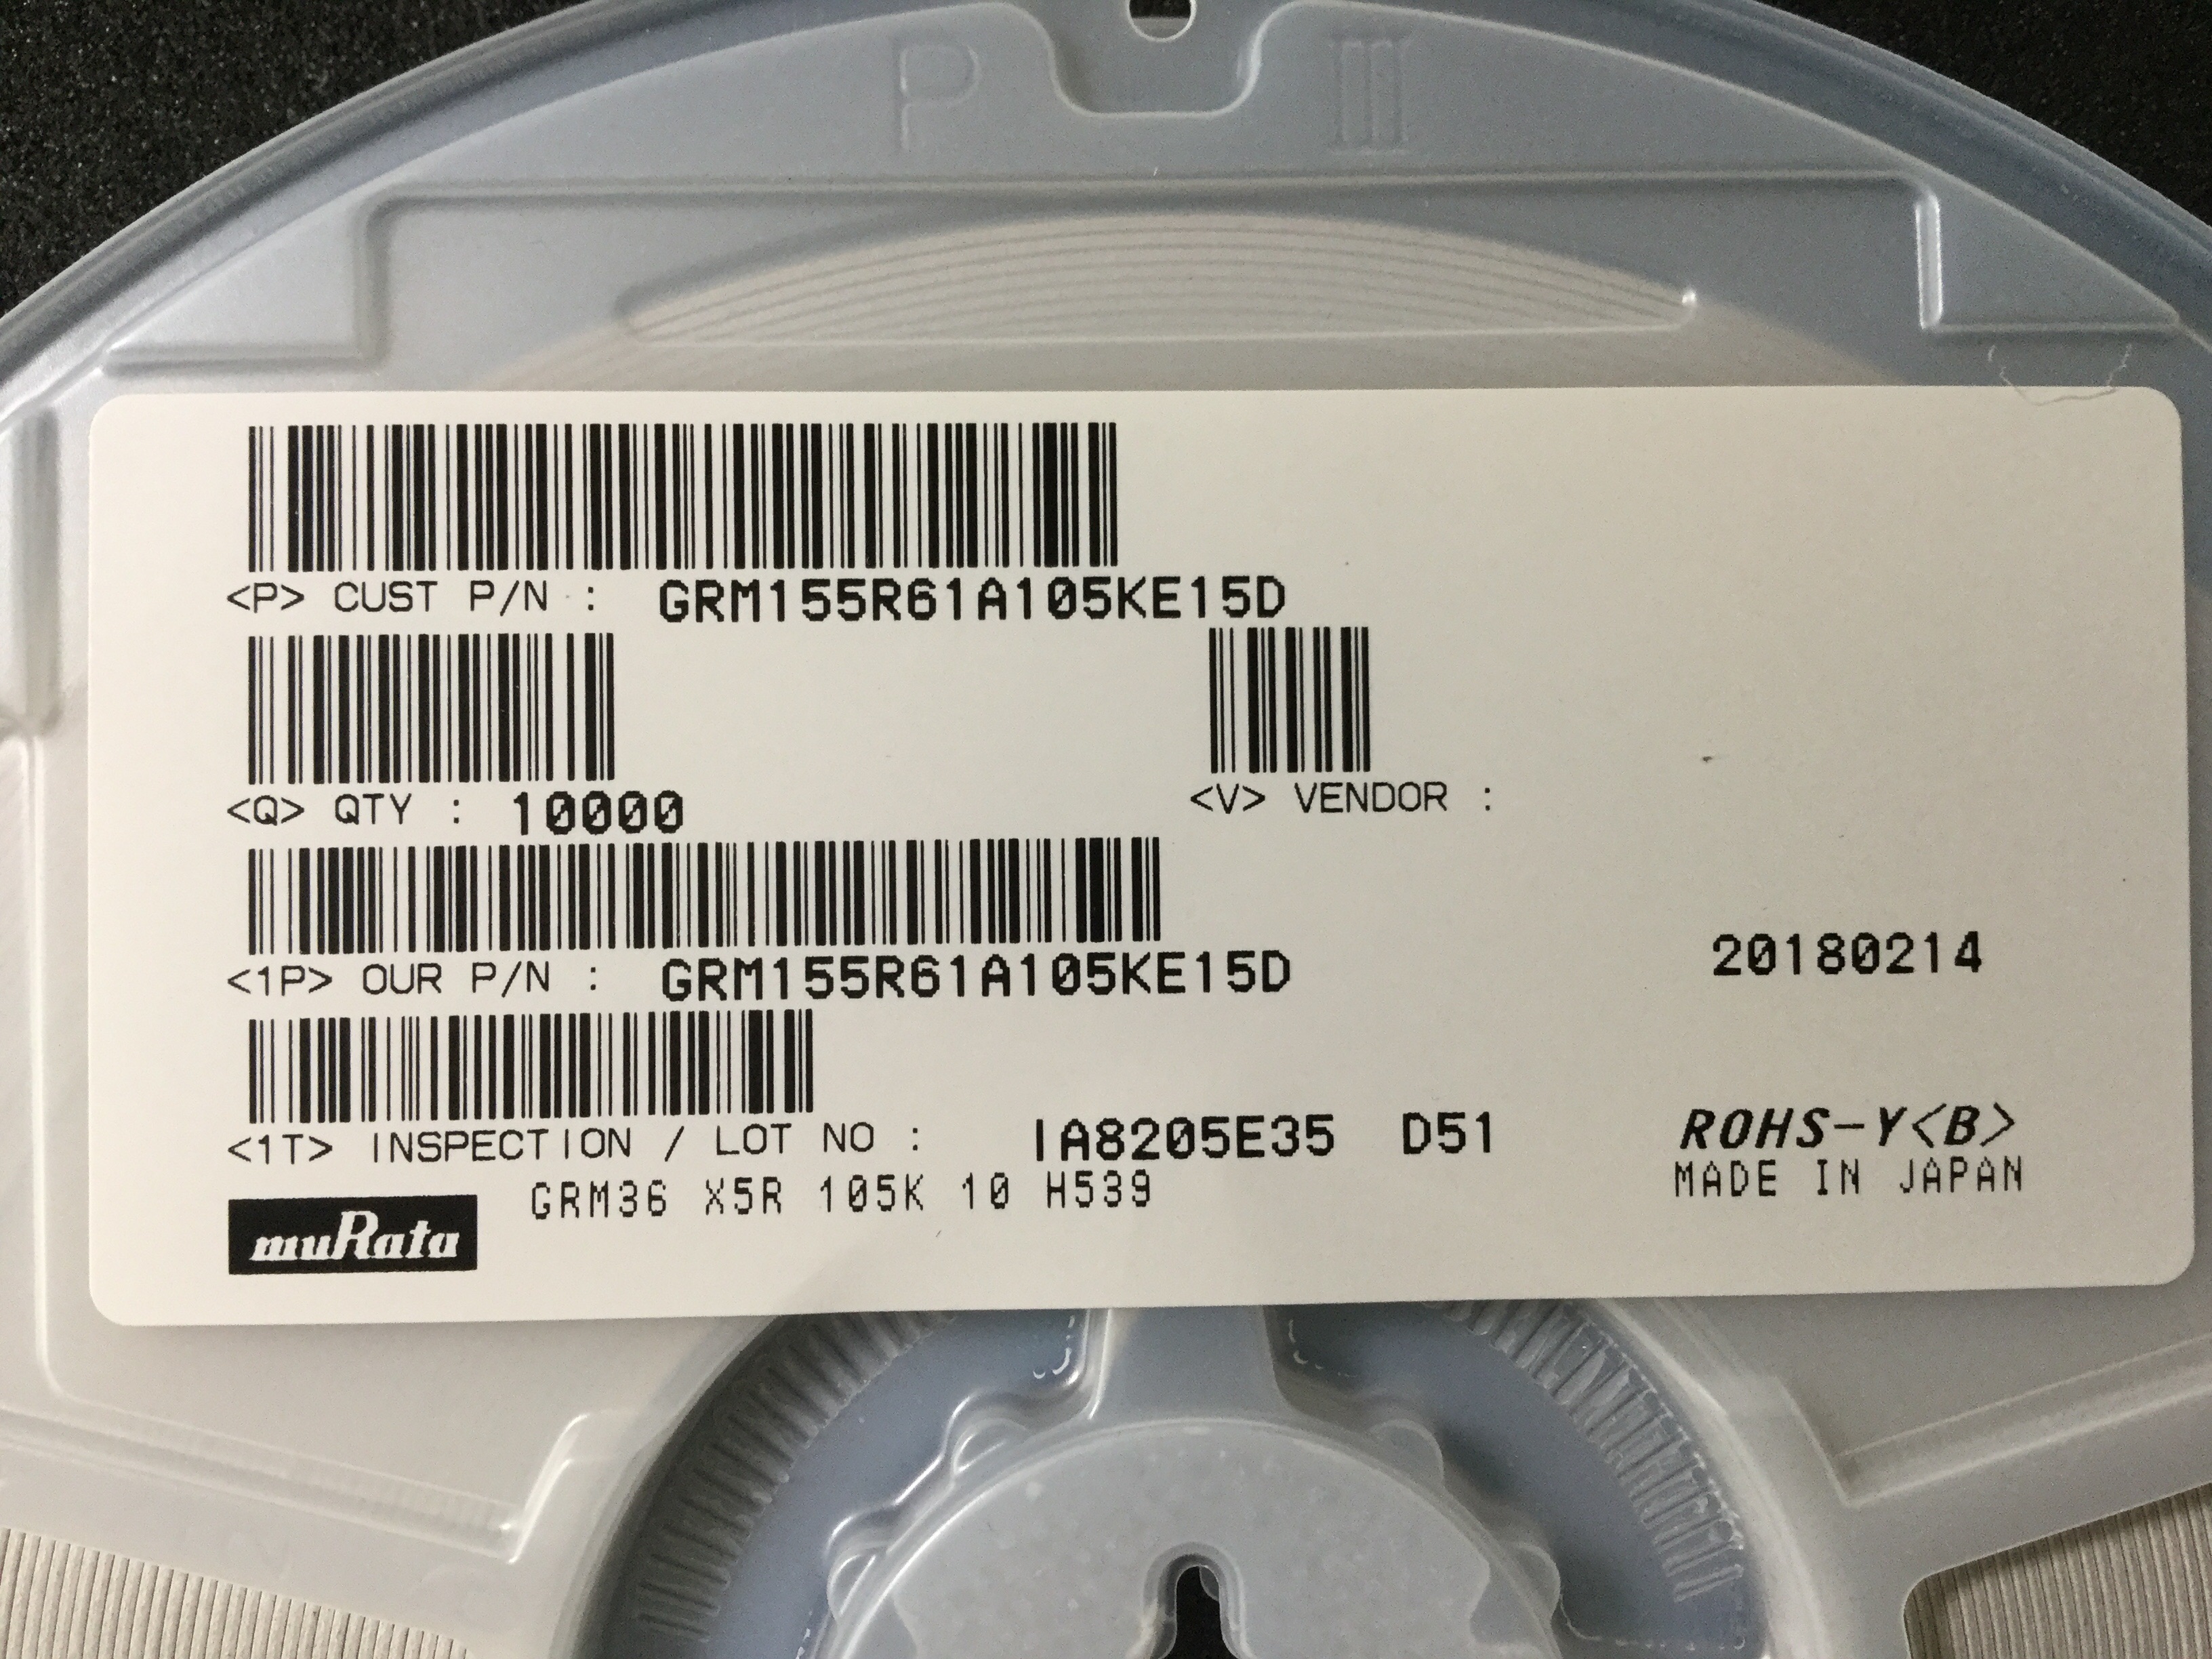 P III
<P> CUST P/N : GRM155R61A105KE15D
<Q> QTY : 10000 <V> VENDOR :
<1P> OUR P/N : GRM155R61A105KE15D 20180214
<1T> INSPECTION / LOT NO : IA8205E35 D51 ROHS-Y<B>
GRM36 X5R 105K 10 H539 MADE IN JAPAN
muRata